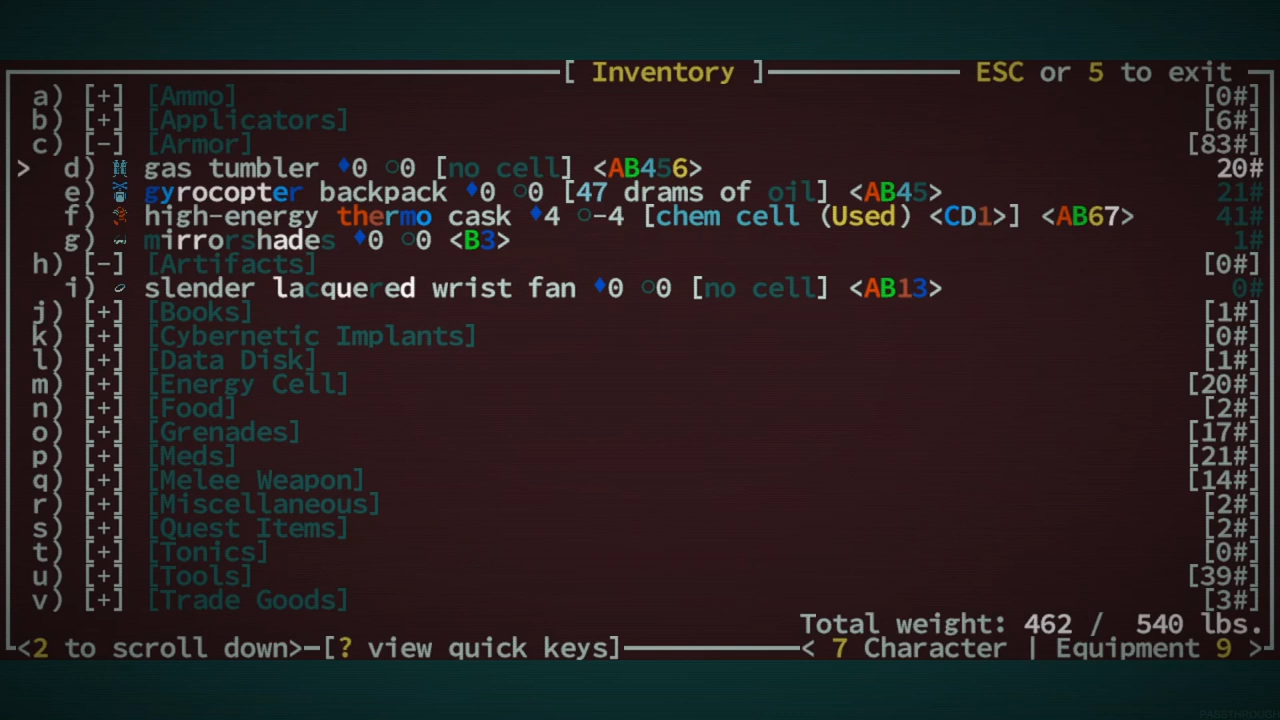 [ Inventory ] ESC or 5 to exit
a) [+] [Ammo] [0#]
b) [+] [Applicators] [6#]
c) [-] [Armor] [83#]
> d) gas tumbler ♦0 ○0 [no cell] <AB456> 20#
e) gyrocopter backpack ♦0 ○0 [47 drams of oil] <AB45> 21#
f) high-energy thermo cask ♦4 ○-4 [chem cell (Used) <CD1>] <AB67> 41#
g) mirrorshades ♦0 ○0 <B3> 1#
h) [-] [Artifacts] [0#]
i) slender lacquered wrist fan ♦0 ○0 [no cell] <AB13> 0#
j) [+] [Books] [1#]
k) [+] [Cybernetic Implants] [0#]
l) [+] [Data Disk] [1#]
m) [+] [Energy Cell] [20#]
n) [+] [Food] [2#]
o) [+] [Grenades] [17#]
p) [+] [Meds] [21#]
q) [+] [Melee Weapon] [14#]
r) [+] [Miscellaneous] [2#]
s) [+] [Quest Items] [2#]
t) [+] [Tonics] [0#]
u) [+] [Tools] [39#]
v) [+] [Trade Goods] [3#]
Total weight: 462 / 540 lbs.
<2 to scroll down> [? view quick keys] < 7 Character | Equipment 9 >